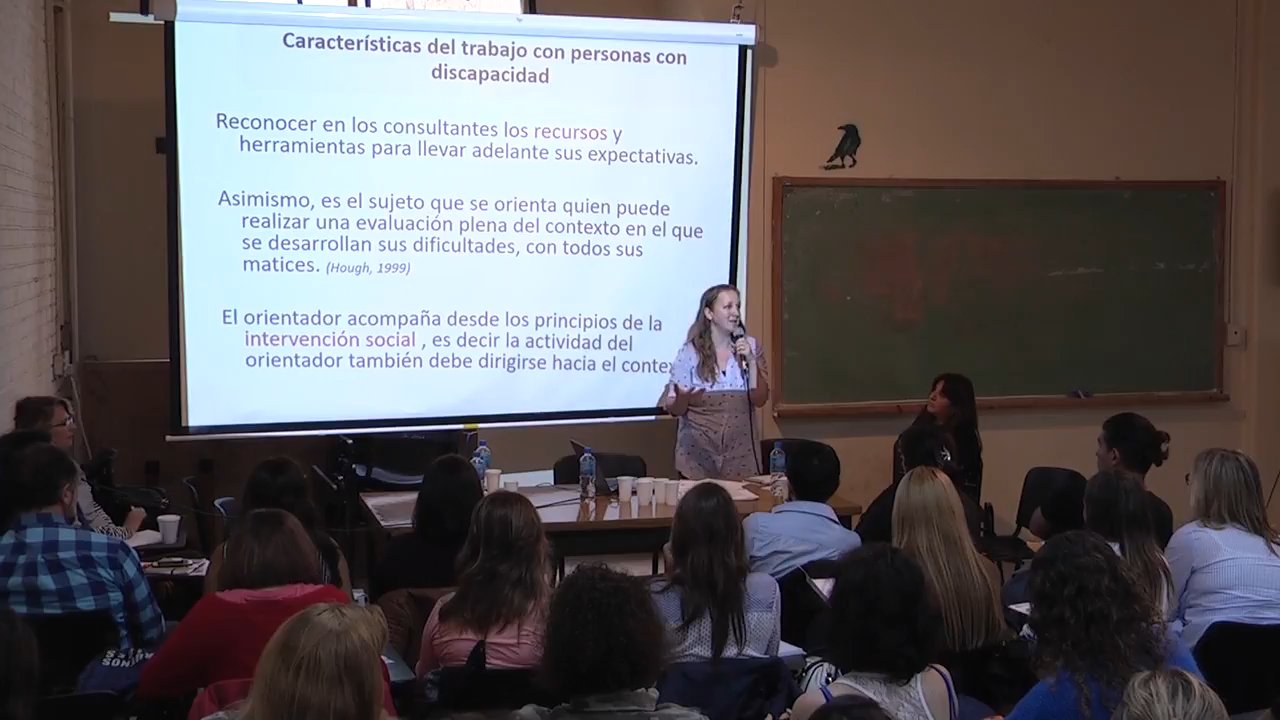 Características del trabajo con personas con
discapacidad
Reconocer en los consultantes los recursos y
herramientas para llevar adelante sus expectativas.
Asimismo, es el sujeto que se orienta quien puede
realizar una evaluación plena del contexto en el que
se desarrollan sus dificultades, con todos sus
matices. (Hough, 1999)
El orientador acompaña desde los principios de la
intervención social , es decir la actividad del
orientador también debe dirigirse hacia el